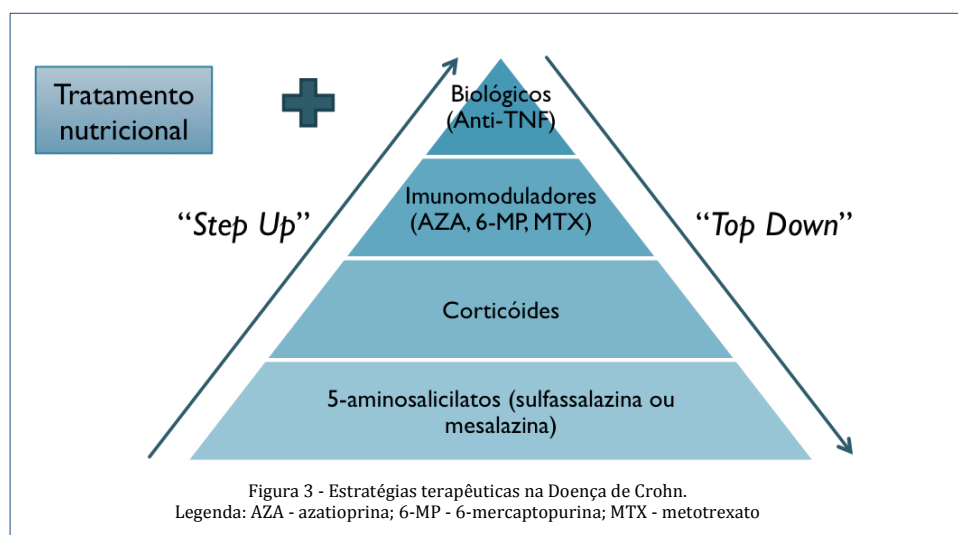 Tratamento
nutricional
Biológicos
(Anti-TNF)
Imunomoduladores
(AZA, 6-MP, MTX)
“Step Up”
“Top Down”
Corticóides
5-aminosalicilatos (sulfassalazina ou
mesalazina)
Figura 3 - Estratégias terapêuticas na Doença de Crohn.
Legenda: AZA - azatioprina; 6-MP - 6-mercaptopurina; MTX - metotrexato